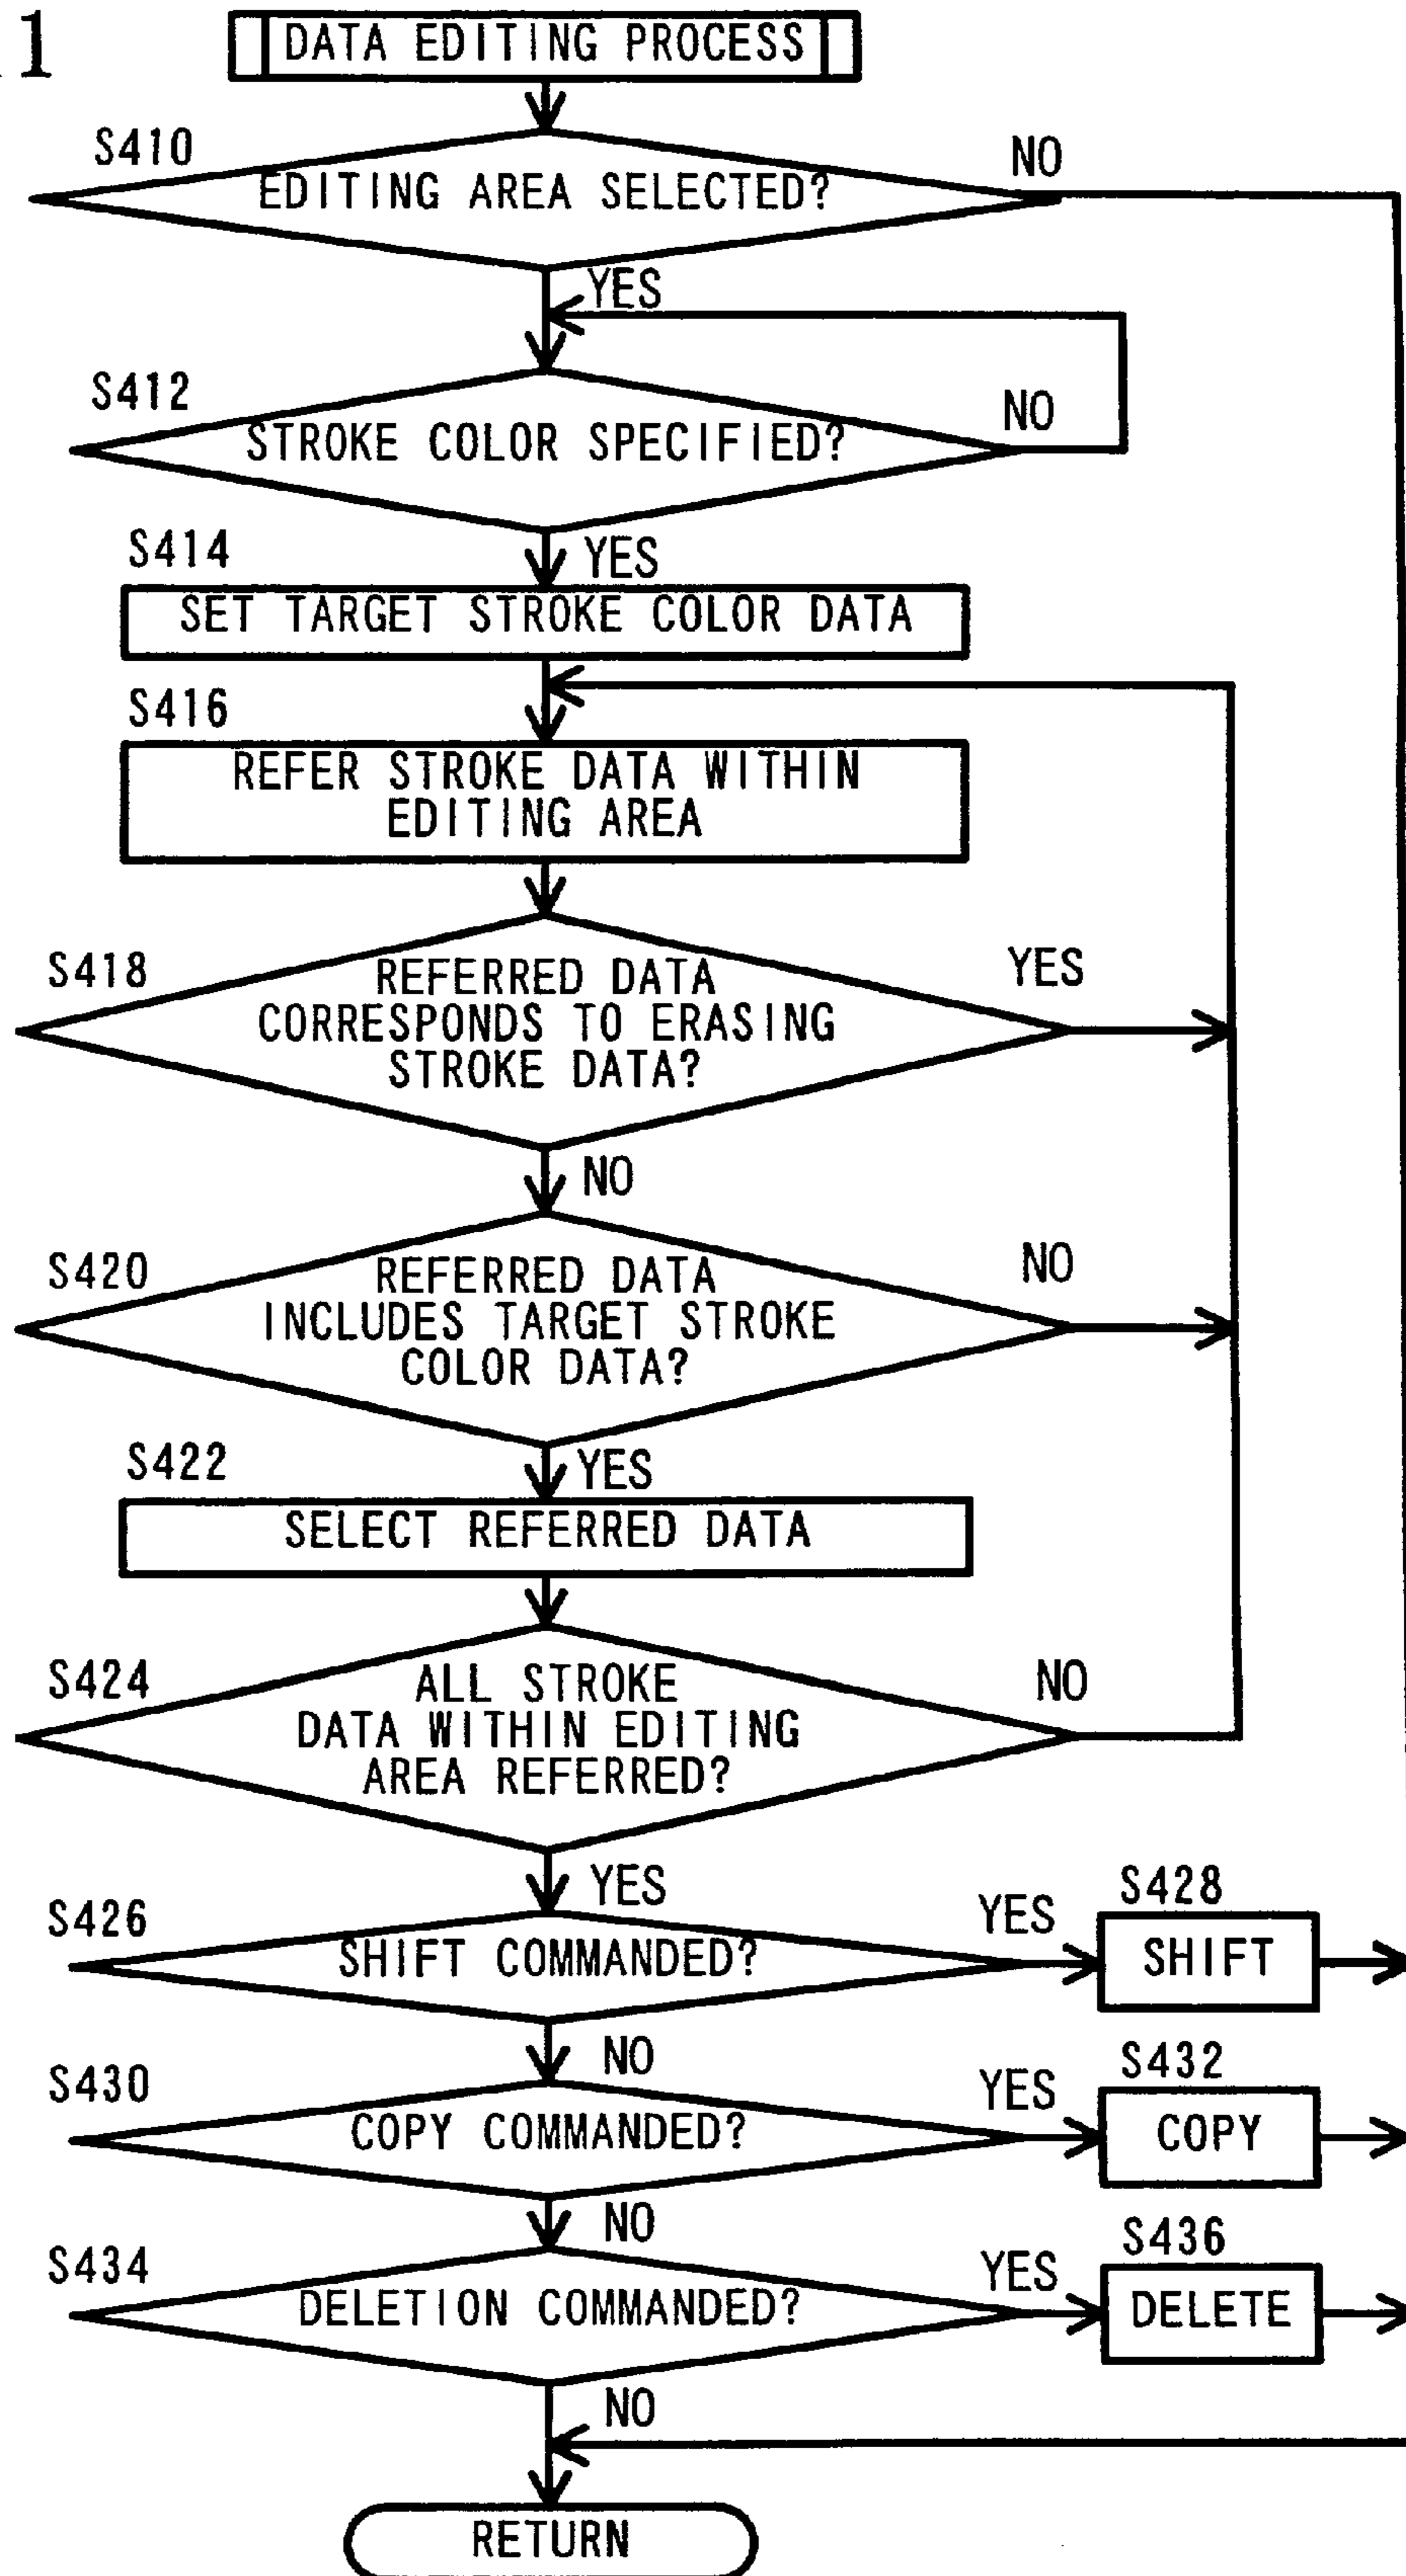 1
DATA EDITING PROCESS
S410
EDITING AREA SELECTED?
NO
YES
S412
STROKE COLOR SPECIFIED?
NO
YES
S414
SET TARGET STROKE COLOR DATA
S416
REFER STROKE DATA WITHIN
EDITING AREA
S418
REFERRED DATA
CORRESPONDS TO ERASING
STROKE DATA?
YES
NO
S420
REFERRED DATA
INCLUDES TARGET STROKE
COLOR DATA?
NO
YES
S422
SELECT REFERRED DATA
S424
ALL STROKE
DATA WITHIN EDITING
AREA REFERRED?
NO
YES
S426
SHIFT COMMANDED?
YES
S428
SHIFT
NO
S430
COPY COMMANDED?
YES
S432
COPY
NO
S434
DELETION COMMANDED?
YES
S436
DELETE
NO
RETURN